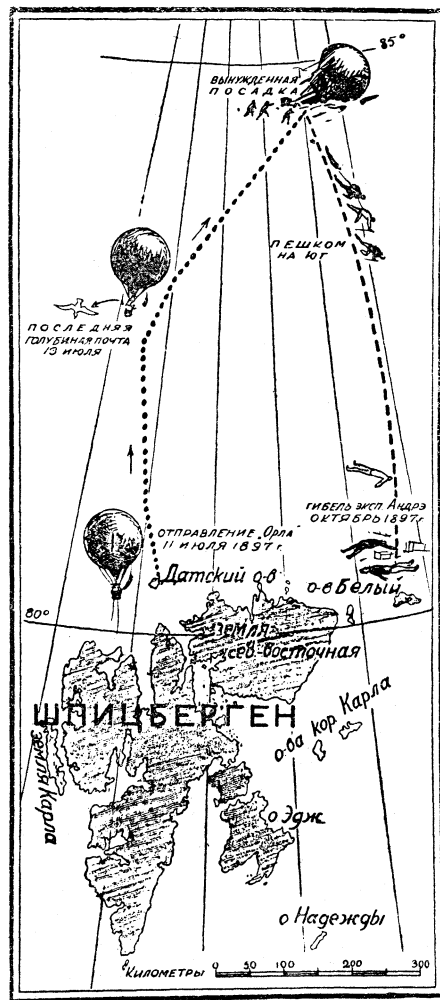 85°
ВЫНУЖДЕННАЯ
ПОСАДКА
ПЕШКОМ
НА ЮГ
ПОСЛЕДНЯЯ
ГОЛУБИНАЯ ПОЧТА
13 ИЮЛЯ
ГИБЕЛЬ ЭКСП. АНДРЭ
ОКТЯБРЬ 1897 г.
ОТПРАВЛЕНИЕ „ОРЛА"
11 ИЮЛЯ 1897 г.
Датский о-в
о-в Белый
80°
ЗЕМЛЯ
сев. восточная
ШПИЦБЕРГЕН
земля Карла
о-ва кор. Карла
о Эдж
о Надежды
КИЛОМЕТРЫ 0 50 100 200 300